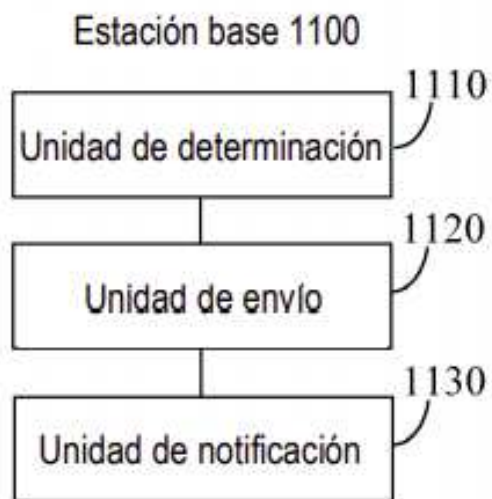 Estación base 1100
1110
Unidad de determinación
1120
Unidad de envío
1130
Unidad de notificación